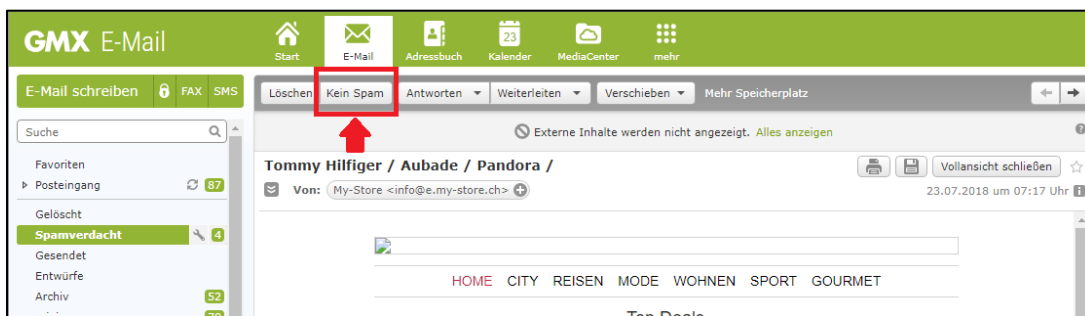 GMX E-Mail
Start
E-Mail
Adressbuch
23
Kalender
MediaCenter
mehr
E-Mail schreiben FAX SMS
Löschen Kein Spam Antworten Weiterleiten Verschieben Mehr Speicherplatz
Suche
Externe Inhalte werden nicht angezeigt. Alles anzeigen
Favoriten
Posteingang 87
Gelöscht
Spamverdacht 4
Gesendet
Entwürfe
Archiv 52
Tommy Hilfiger / Aubade / Pandora /
Vollansicht schließen
Von: My-Store <info@e.my-store.ch>
23.07.2018 um 07:17 Uhr
HOME CITY REISEN MODE WOHNEN SPORT GOURMET
Top Deals